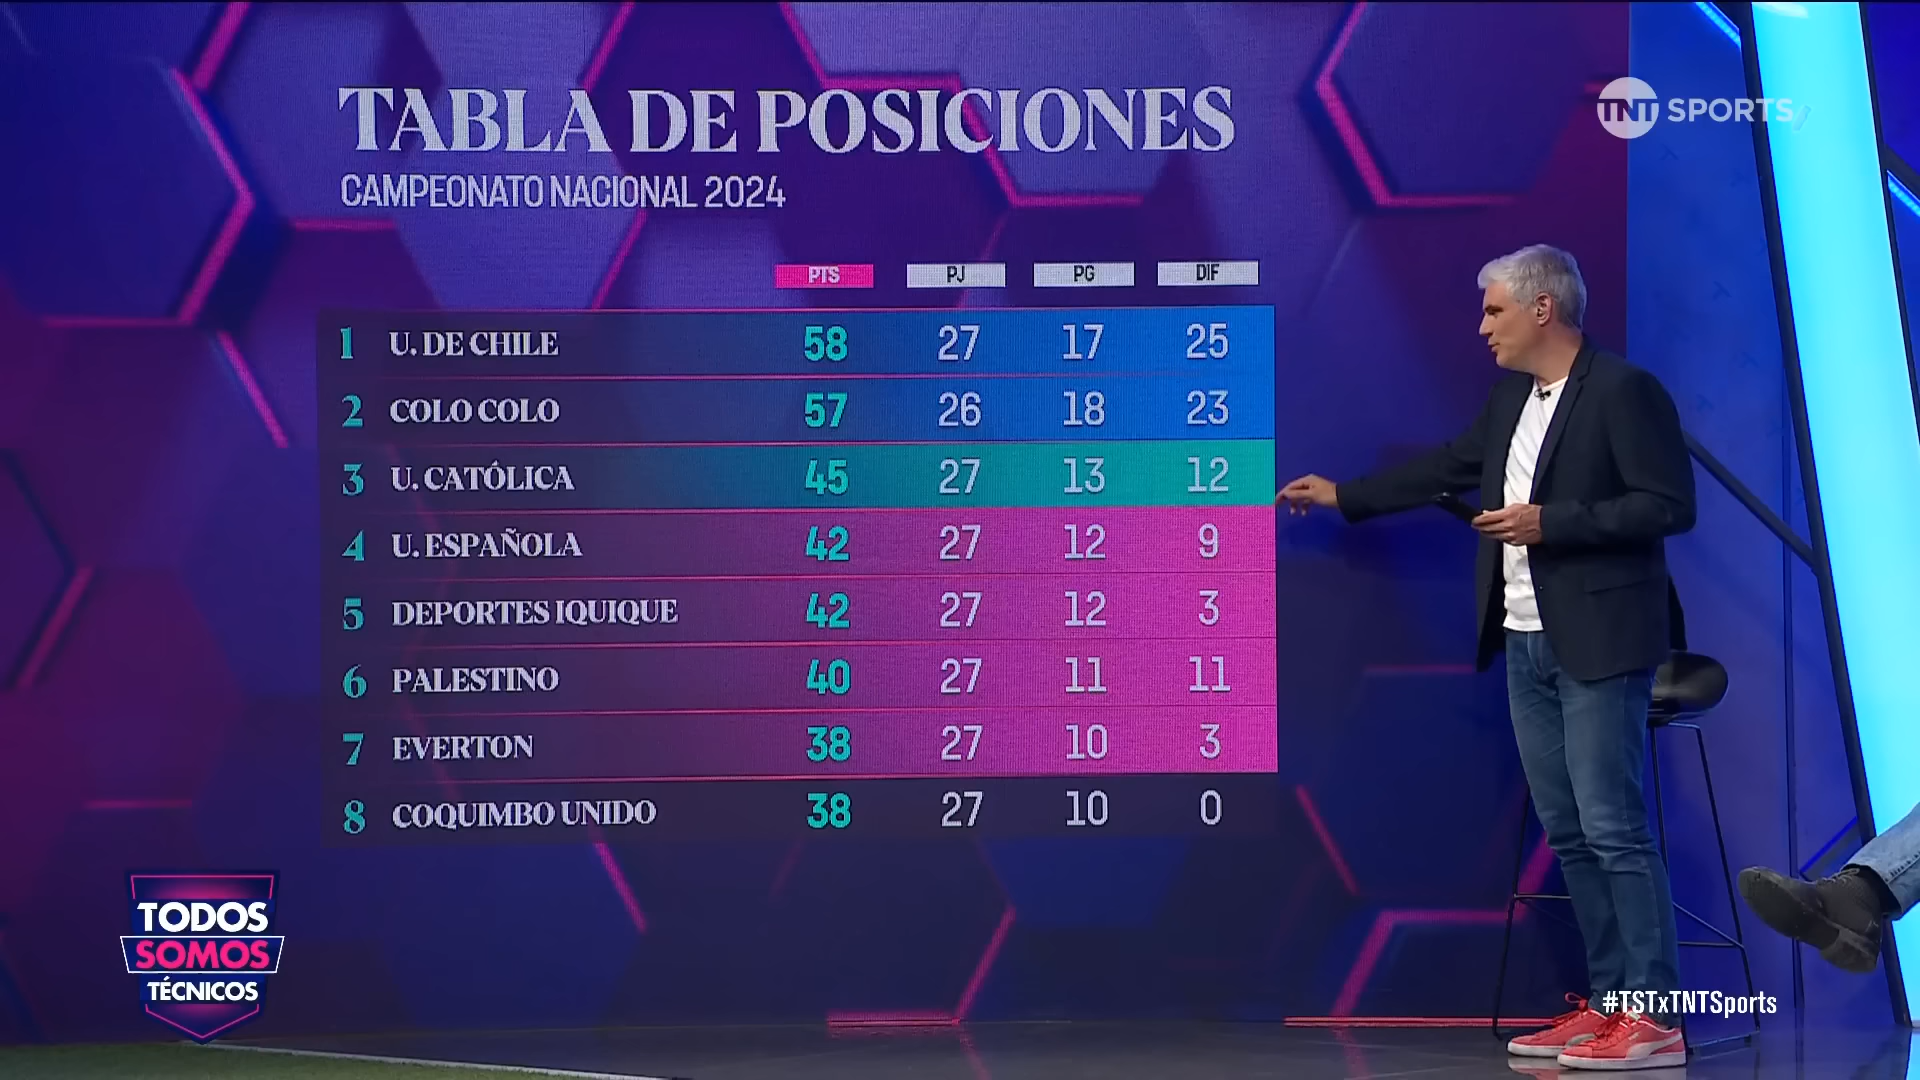 TABLA DE POSICIONES
CAMPEONATO NACIONAL 2024
TNT SPORTS
PTS PJ PG DIF
1 U. DE CHILE 58 27 17 25
2 COLO COLO 57 26 18 23
3 U. CATÓLICA 45 27 13 12
4 U. ESPAÑOLA 42 27 12 9
5 DEPORTES IQUIQUE 42 27 12 3
6 PALESTINO 40 27 11 11
7 EVERTON 38 27 10 3
8 COQUIMBO UNIDO 38 27 10 0
TODOS
SOMOS
TÉCNICOS
#TSTxTNTSports